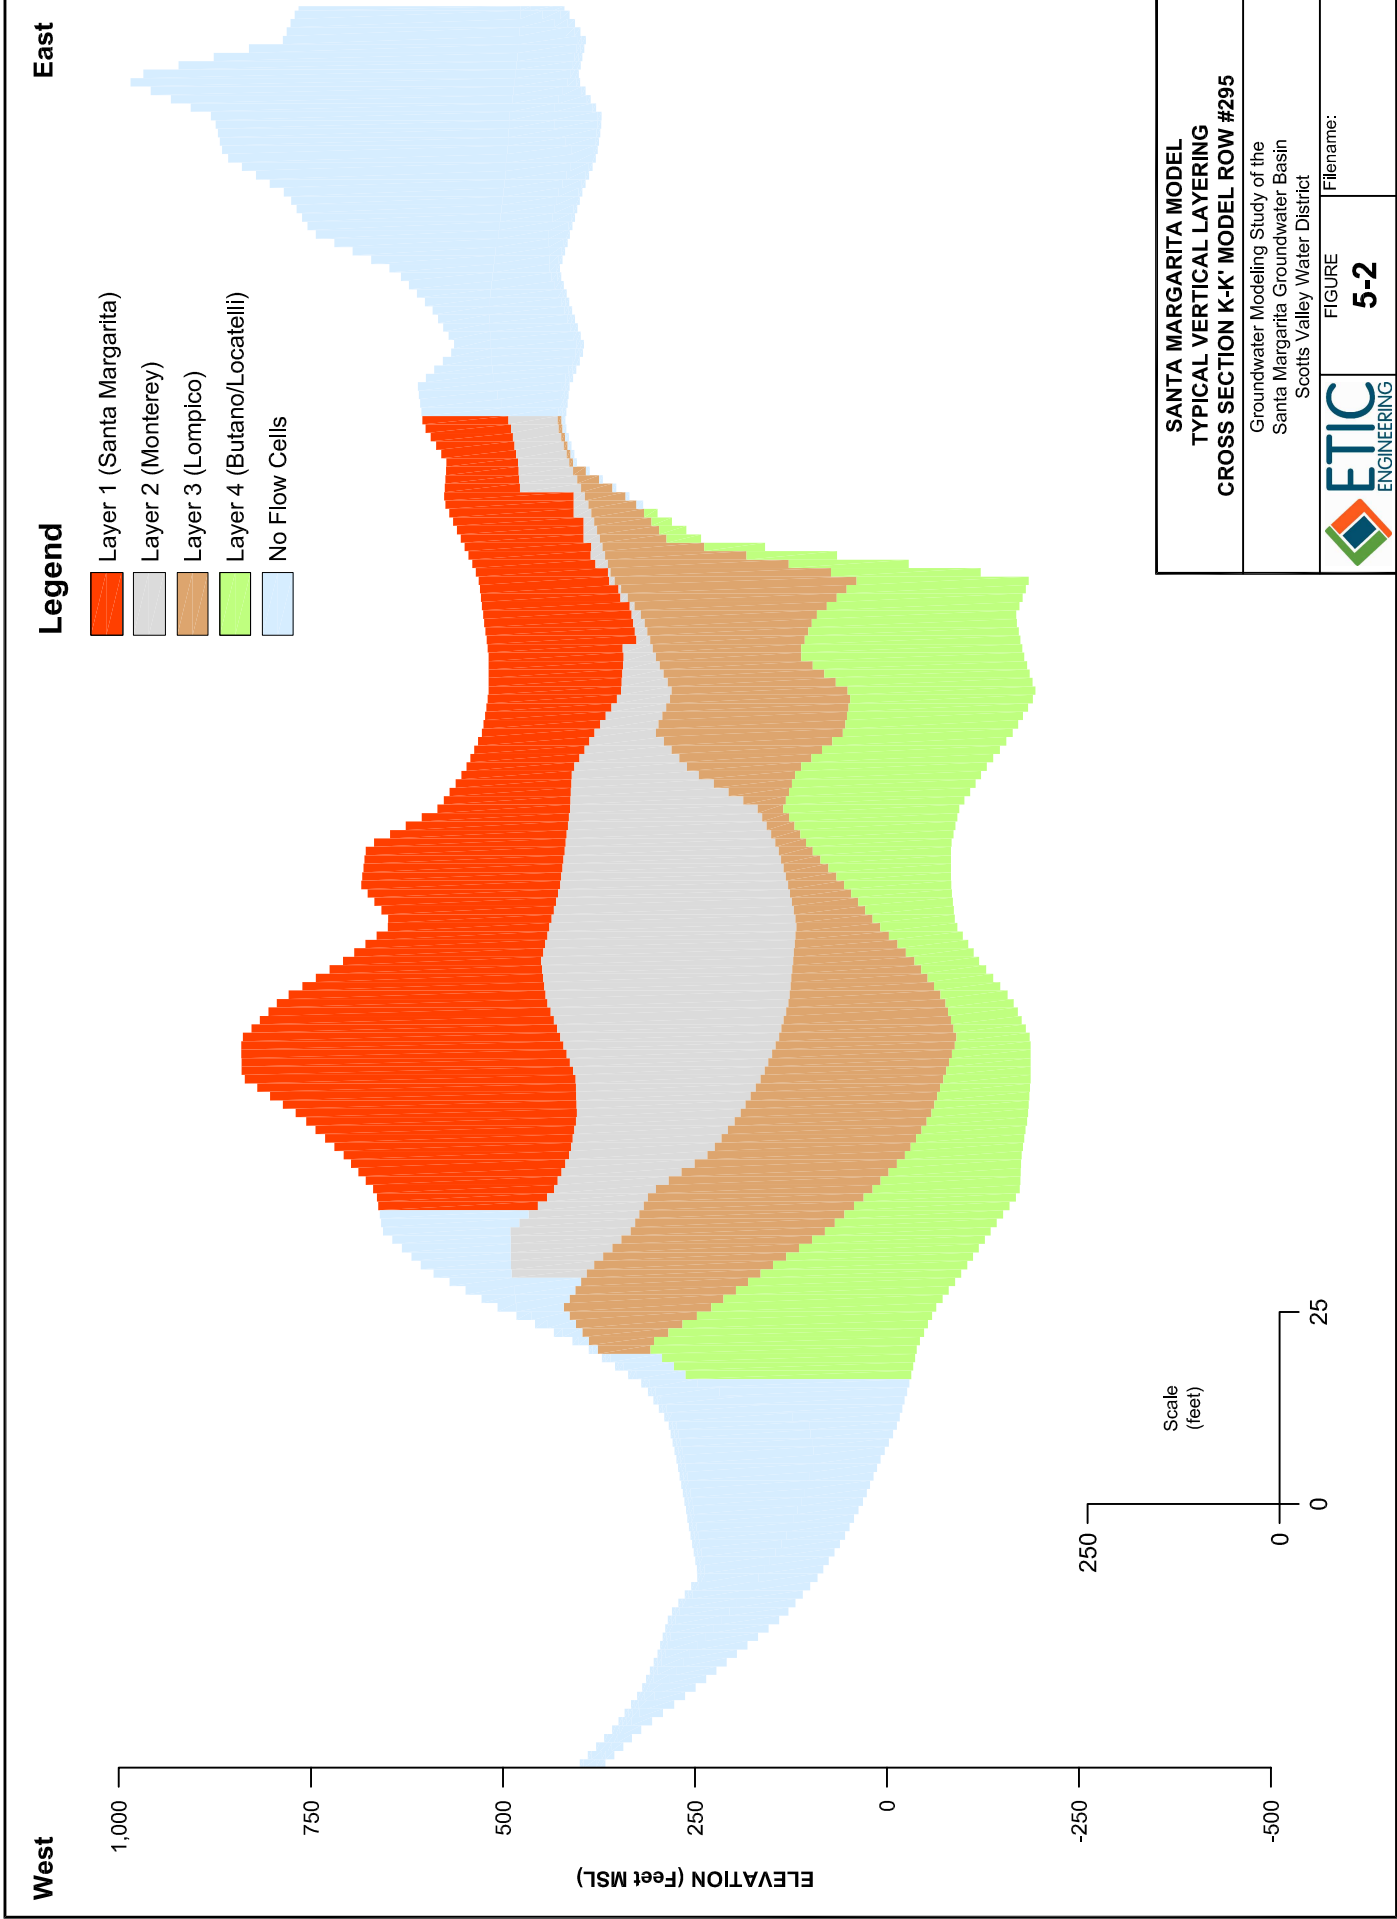 West
East
Legend
Layer 1 (Santa Margarita)
Layer 2 (Monterey)
Layer 3 (Lompico)
Layer 4 (Butano/Locatelli)
No Flow Cells
ELEVATION (Feet MSL)
1,000
750
500
250
0
-250
-500
Scale
(feet)
250
0
0
25
SANTA MARGARITA MODEL
TYPICAL VERTICAL LAYERING
CROSS SECTION K-K' MODEL ROW #295
Groundwater Modeling Study of the
Santa Margarita Groundwater Basin
Scotts Valley Water District
ETIC
ENGINEERING
FIGURE
5-2
Filename: